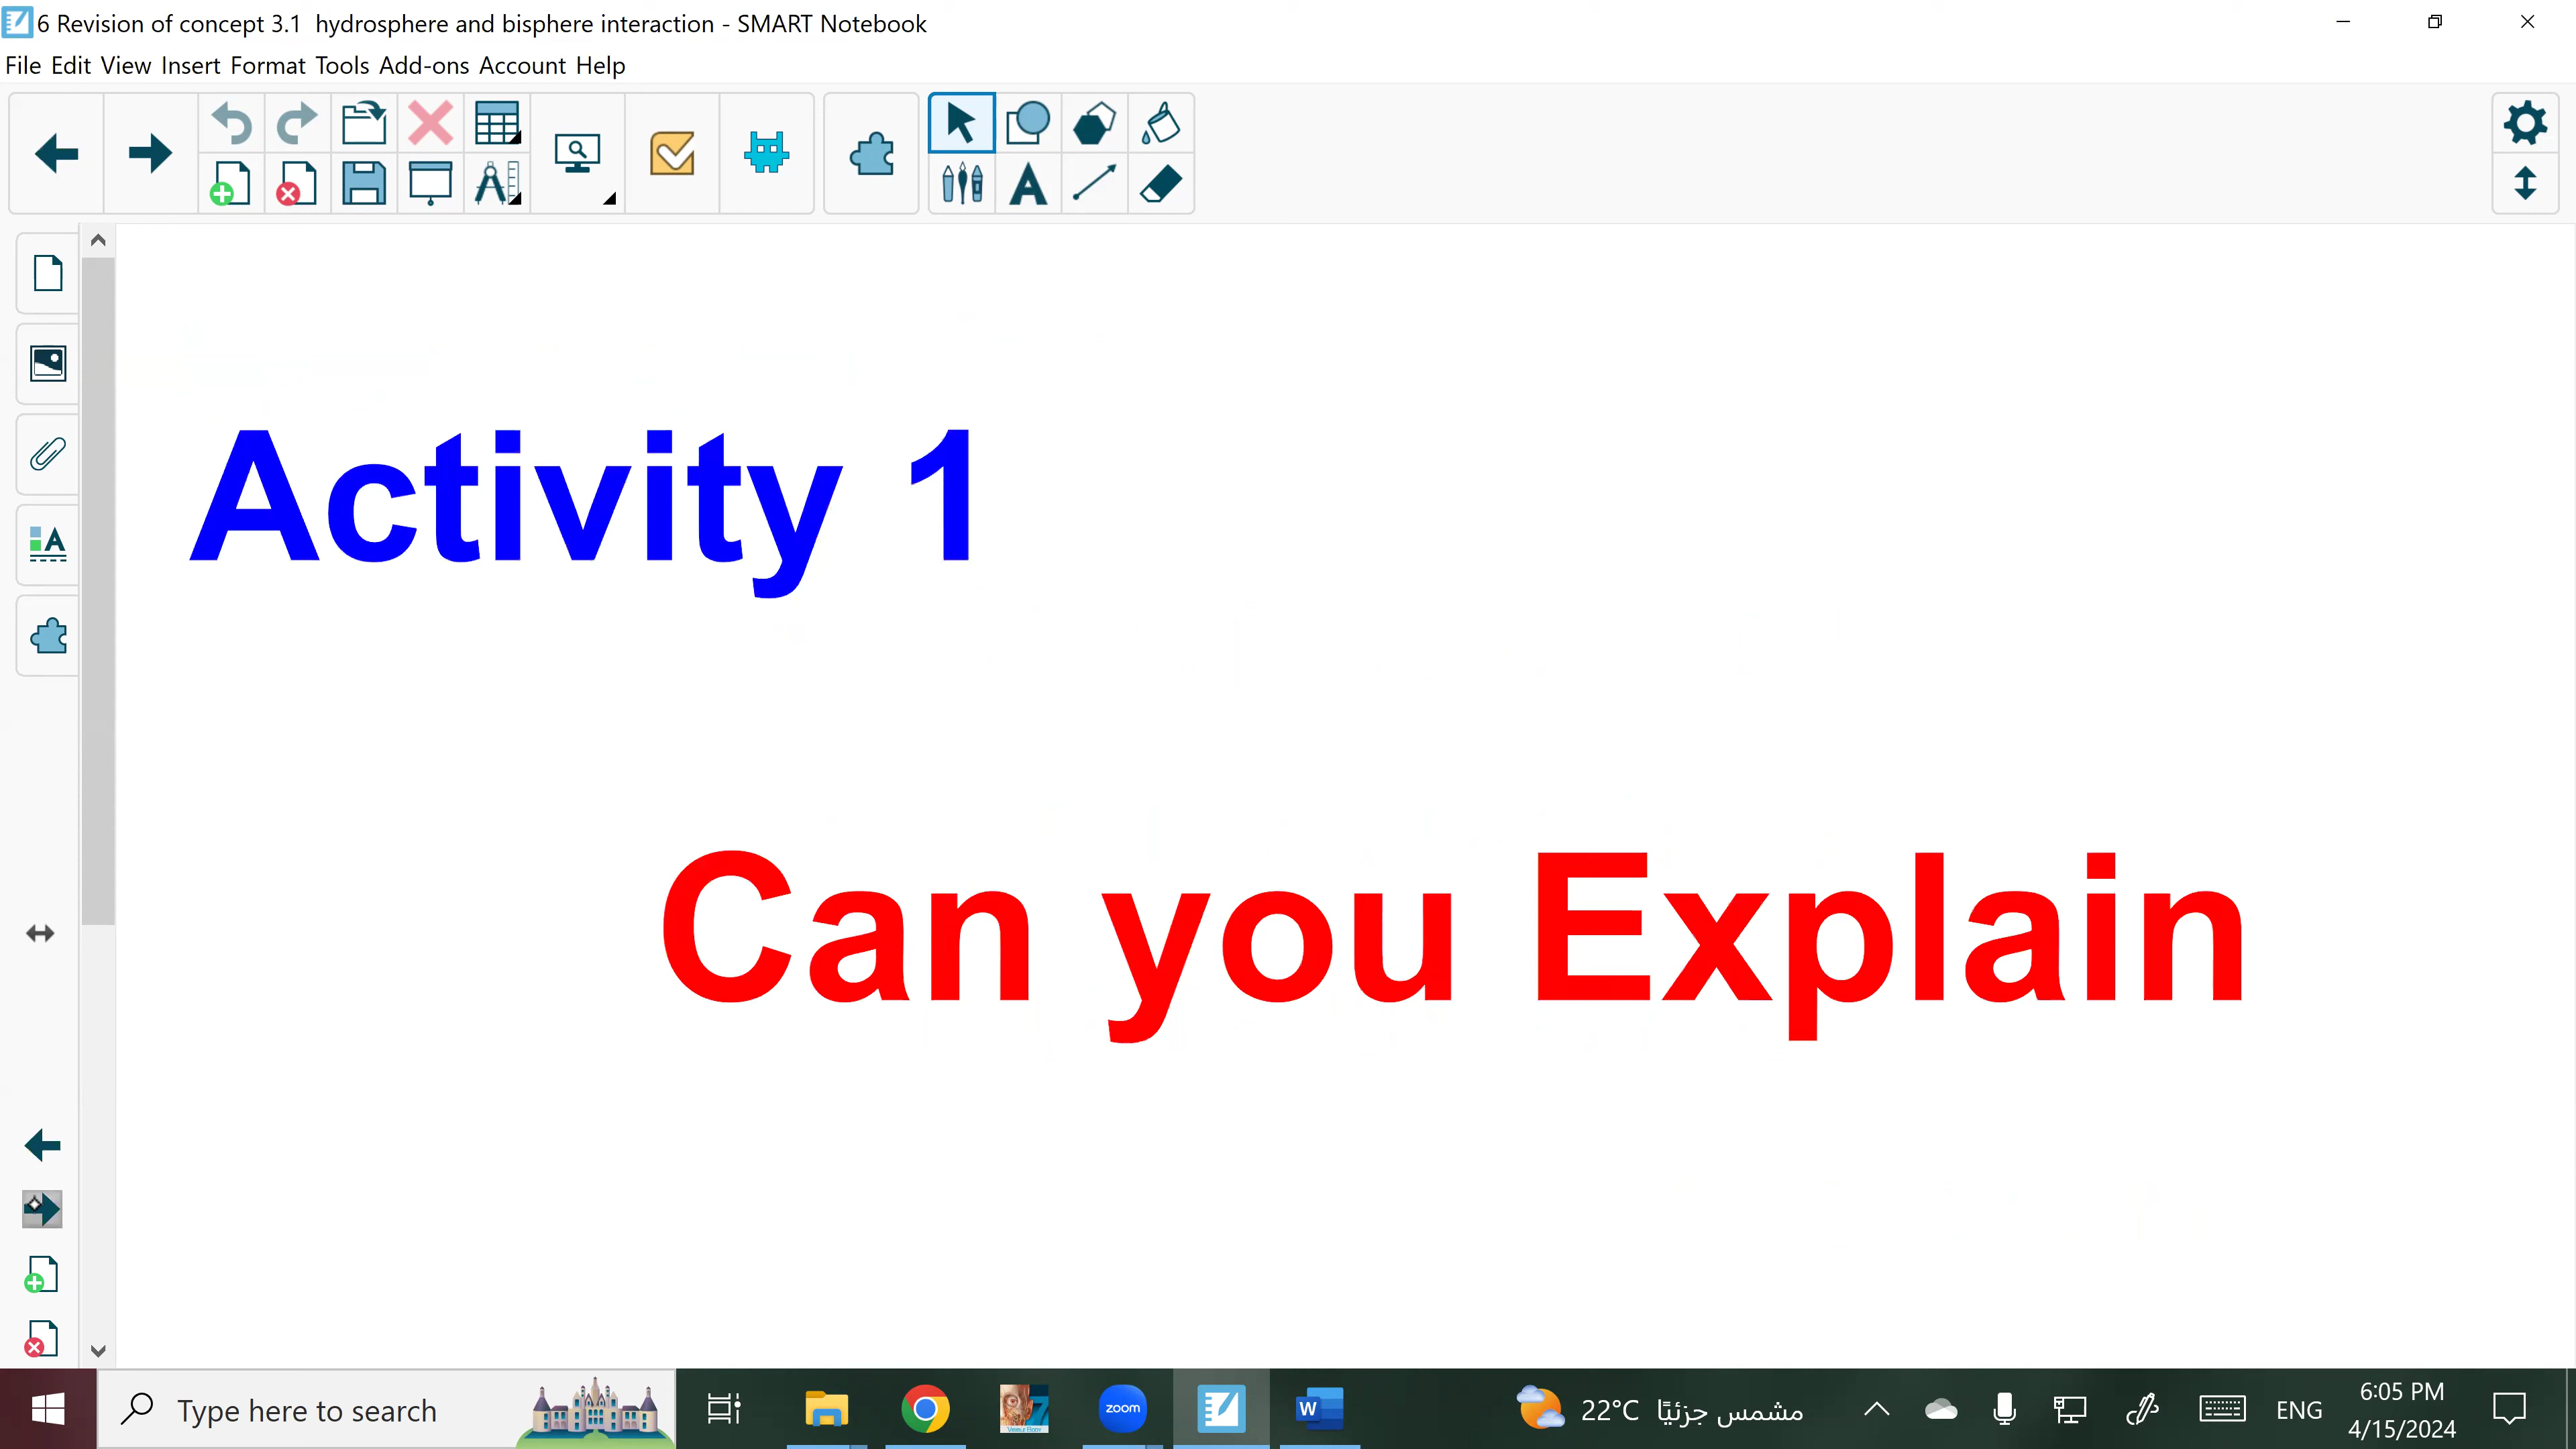 6 Revision of concept 3.1  hydrosphere and bisphere interaction - SMART Notebook
File Edit View Insert Format Tools Add-ons Account Help
Activity 1
Can you Explain
Type here to search
zoom
W
22°C مشمس جزئيًا
ENG
6:05 PM
4/15/2024